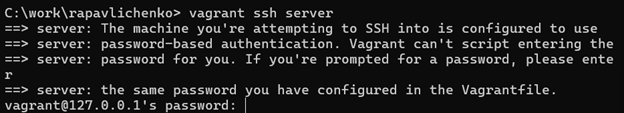 C:\work\rapavlichenko> vagrant ssh server
==> server: The machine you're attempting to SSH into is configured to use
==> server: password-based authentication. Vagrant can't script entering the
==> server: password for you. If you're prompted for a password, please ente
r
==> server: the same password you have configured in the Vagrantfile.
vagrant@127.0.0.1's password: